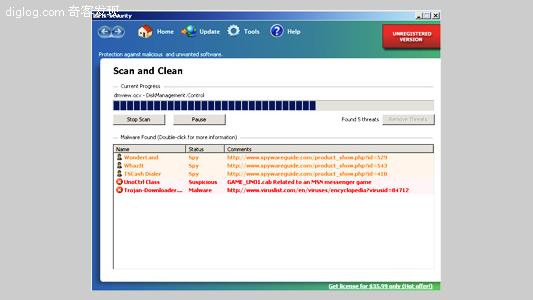 diglog.com 奇客发现
Security
Home Update Tools Help
UNREGISTERED
VERSION
Protection against malicious and unwanted software.
Scan and Clean
Current Progress
dmview.ocx - DiskManagement.Control
Stop Scan Pause Found 5 threats Remove Threats
Malware Found (Double-click for more information)
Name Status Comments
WonderLand Spy http://www.spywareguide.com/product_show.php?id=529
WhazIt Spy http://www.spywareguide.com/product_show.php?id=543
TSCash Dialer Spy http://www.spywareguide.com/product_show.php?id=410
UnoCtrl Class Suspicious GAME_UNO1.cab Related to an MSN messenger game
Trojan-Downloader... Malware http://www.viruslist.com/en/viruses/encyclopedia?virusid=84712
Get license for $35.99 only (Hot offer!)